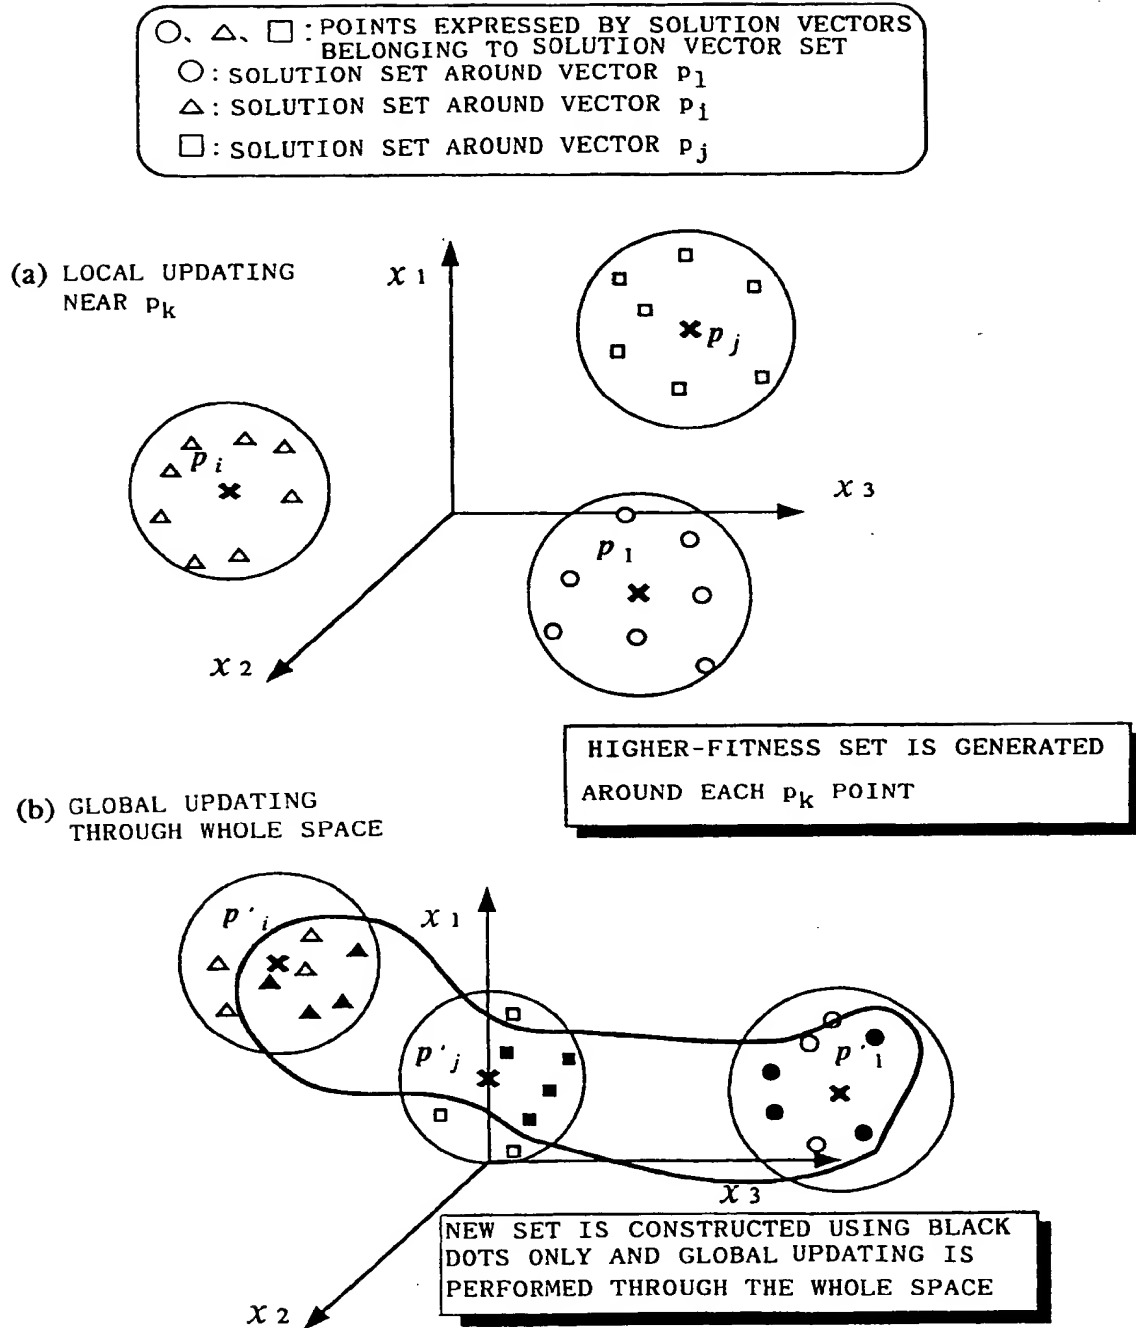 ○、△、□ : POINTS EXPRESSED BY SOLUTION VECTORS
BELONGING TO SOLUTION VECTOR SET
○ : SOLUTION SET AROUND VECTOR p1
△ : SOLUTION SET AROUND VECTOR pi
□ : SOLUTION SET AROUND VECTOR pj
(a) LOCAL UPDATING
NEAR pk
x1
pj
pi
x3
p1
x2
HIGHER-FITNESS SET IS GENERATED
AROUND EACH pk POINT
(b) GLOBAL UPDATING
THROUGH WHOLE SPACE
p'i
x1
p'j
p'1
x3
NEW SET IS CONSTRUCTED USING BLACK
DOTS ONLY AND GLOBAL UPDATING IS
PERFORMED THROUGH THE WHOLE SPACE
x2